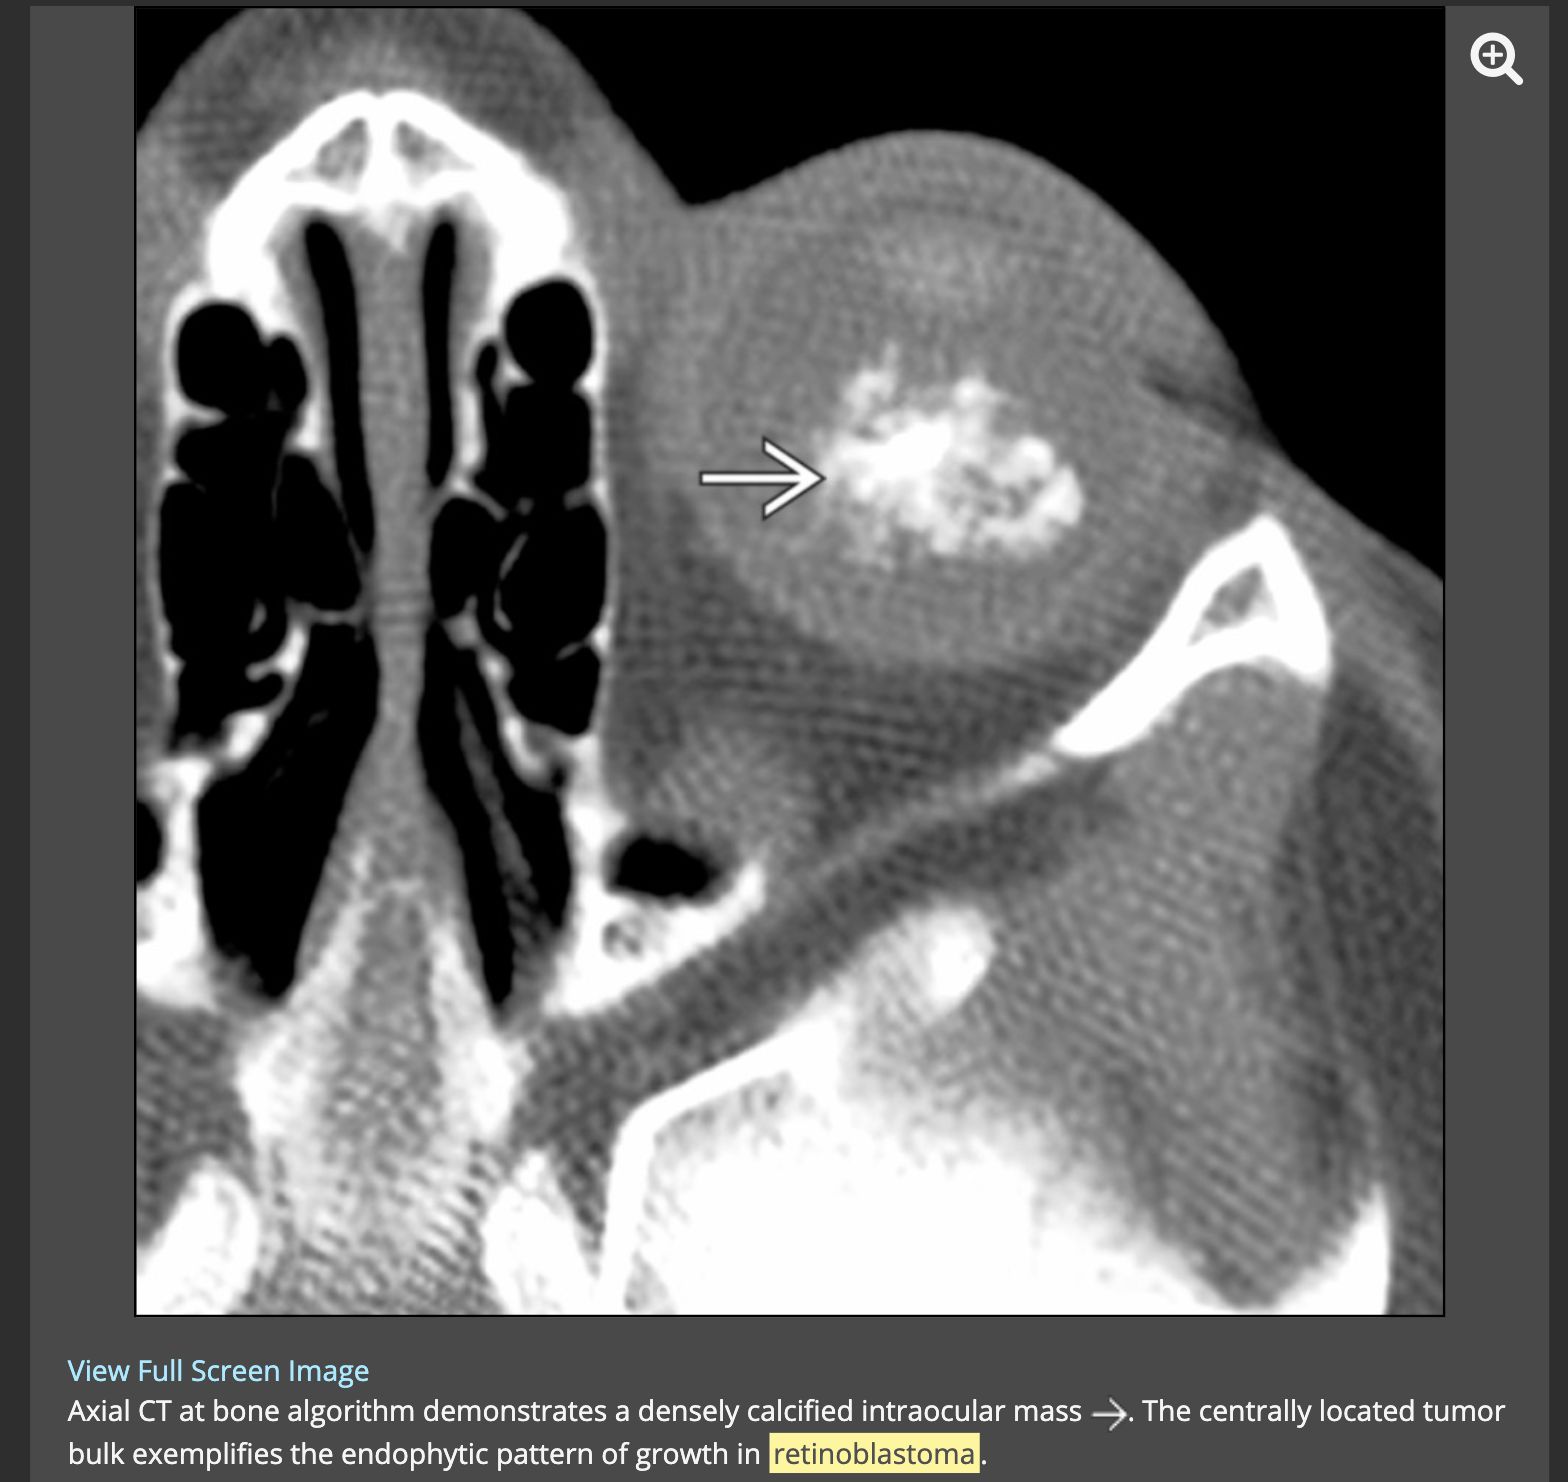 View Full Screen Image
Axial CT at bone algorithm demonstrates a densely calcified intraocular mass →. The centrally located tumor
bulk exemplifies the endophytic pattern of growth in retinoblastoma.